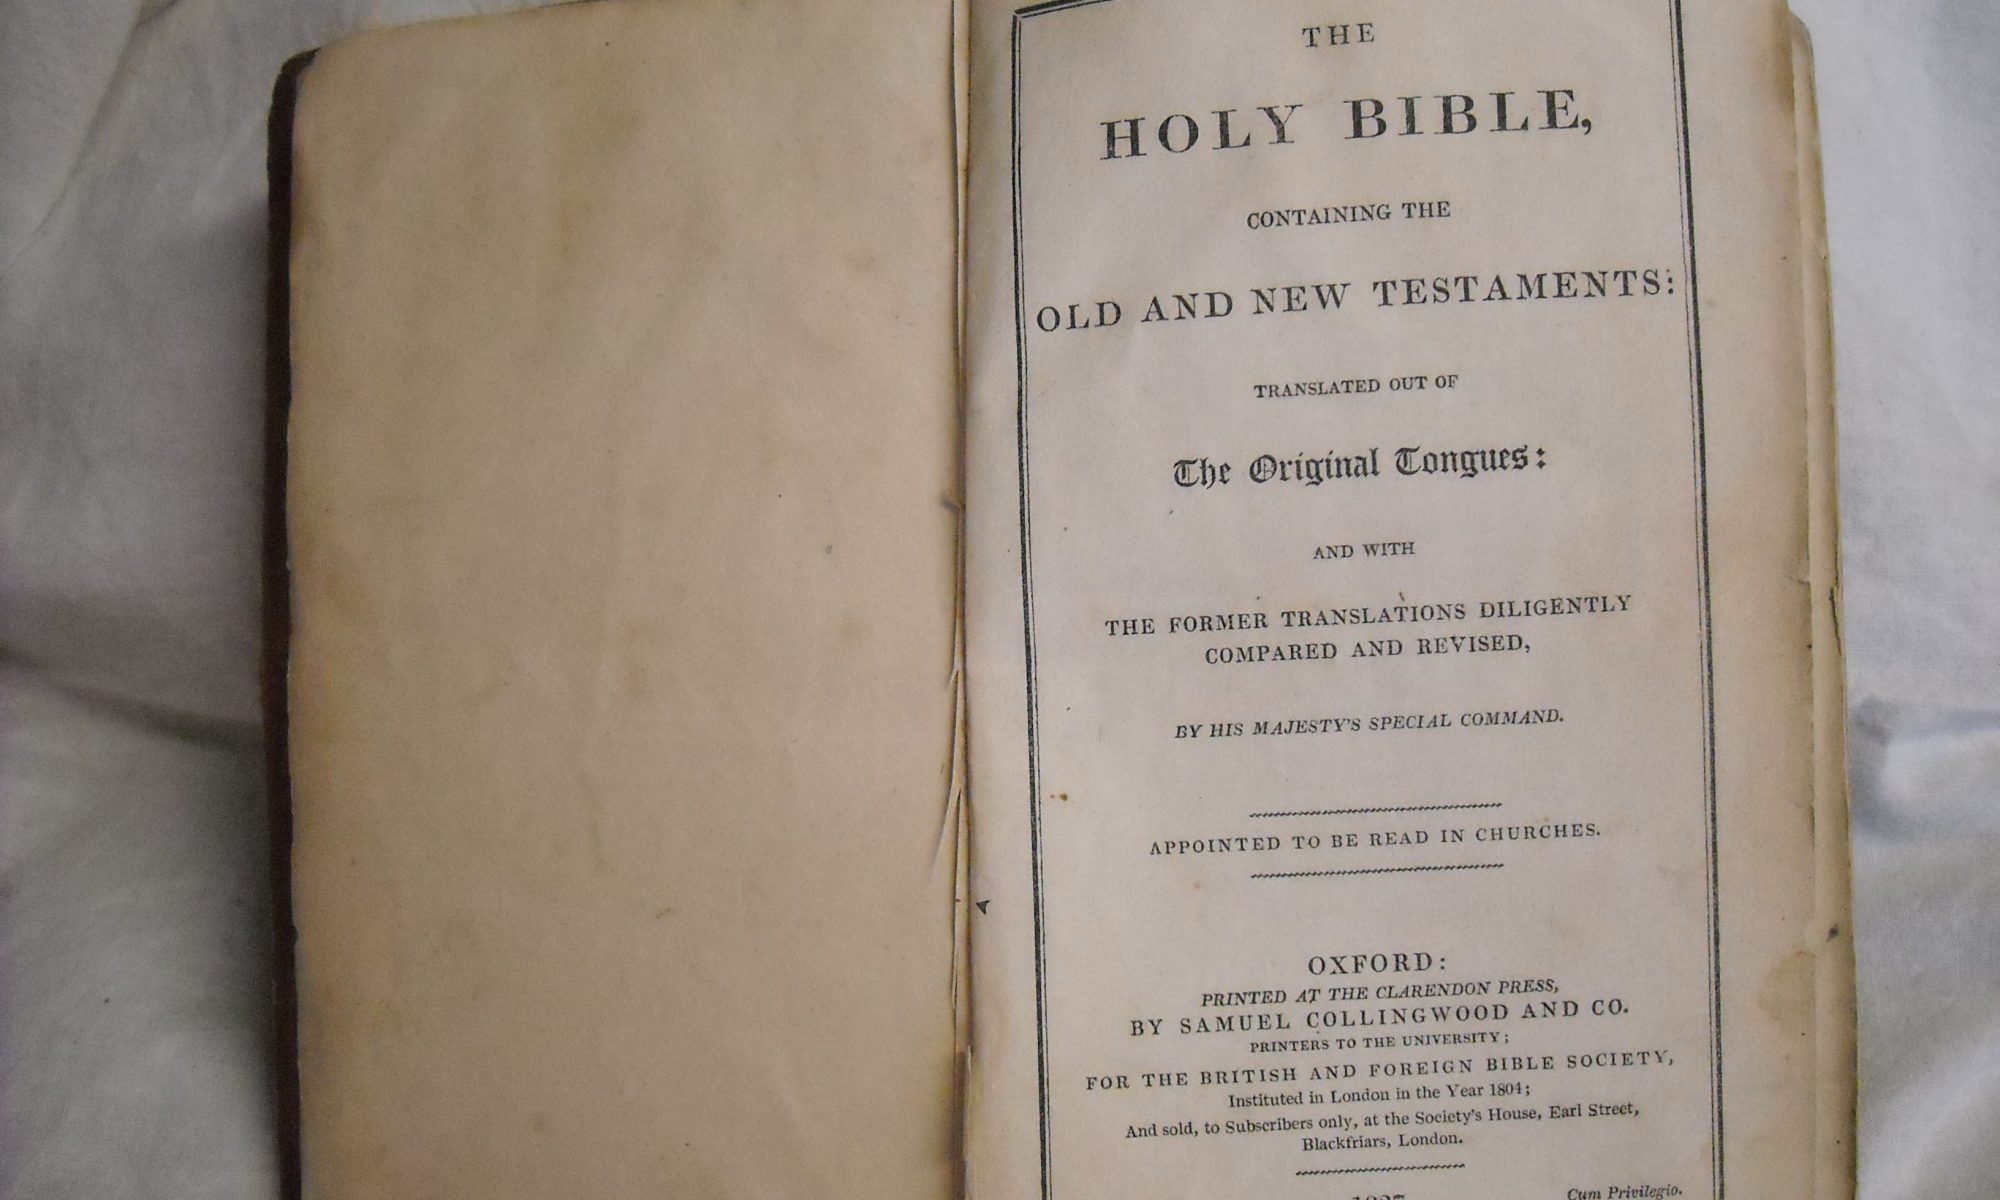 THE
HOLY BIBLE,
CONTAINING THE
OLD AND NEW TESTAMENTS:
TRANSLATED OUT OF
The Original Tongues:
AND WITH
THE FORMER TRANSLATIONS DILIGENTLY
COMPARED AND REVISED,
BY HIS MAJESTY'S SPECIAL COMMAND.
APPOINTED TO BE READ IN CHURCHES.
OXFORD:
PRINTED AT THE CLARENDON PRESS,
BY SAMUEL COLLINGWOOD AND CO.
PRINTERS TO THE UNIVERSITY;
FOR THE BRITISH AND FOREIGN BIBLE SOCIETY,
Instituted in London in the Year 1804;
And sold, to Subscribers only, at the Society's House, Earl Street,
Blackfriars, London.
Cum Privilegio.